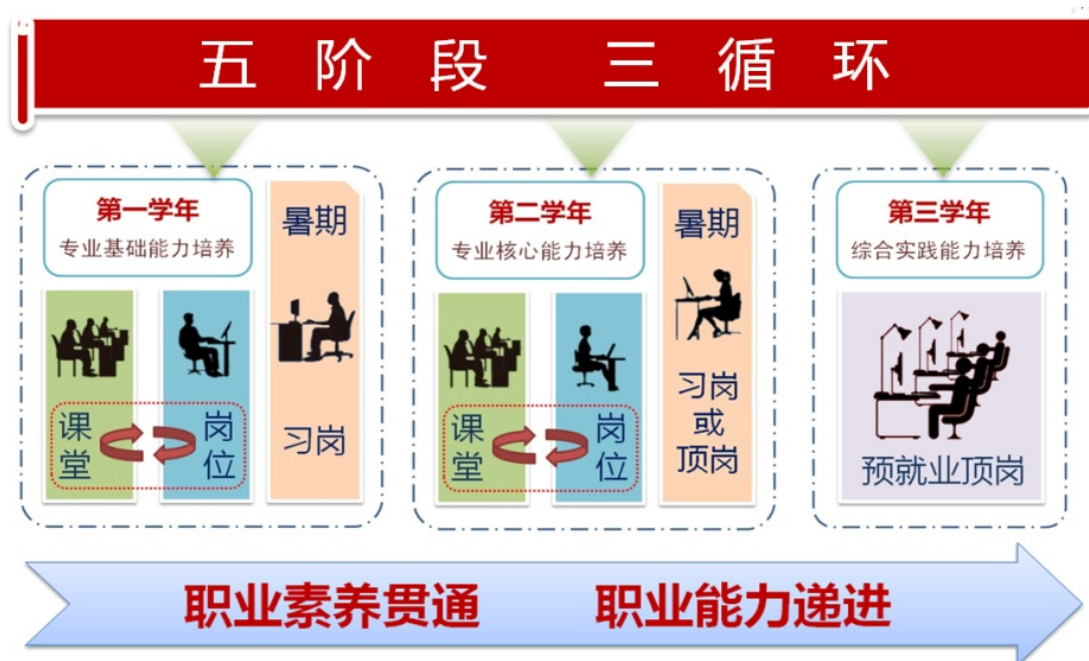 五阶段 三循环
第一学年
专业基础能力培养
课堂
岗位
暑期
习岗
第二学年
专业核心能力培养
课堂
岗位
暑期
习岗
或
顶岗
第三学年
综合实践能力培养
预就业顶岗
职业素养贯通 职业能力递进